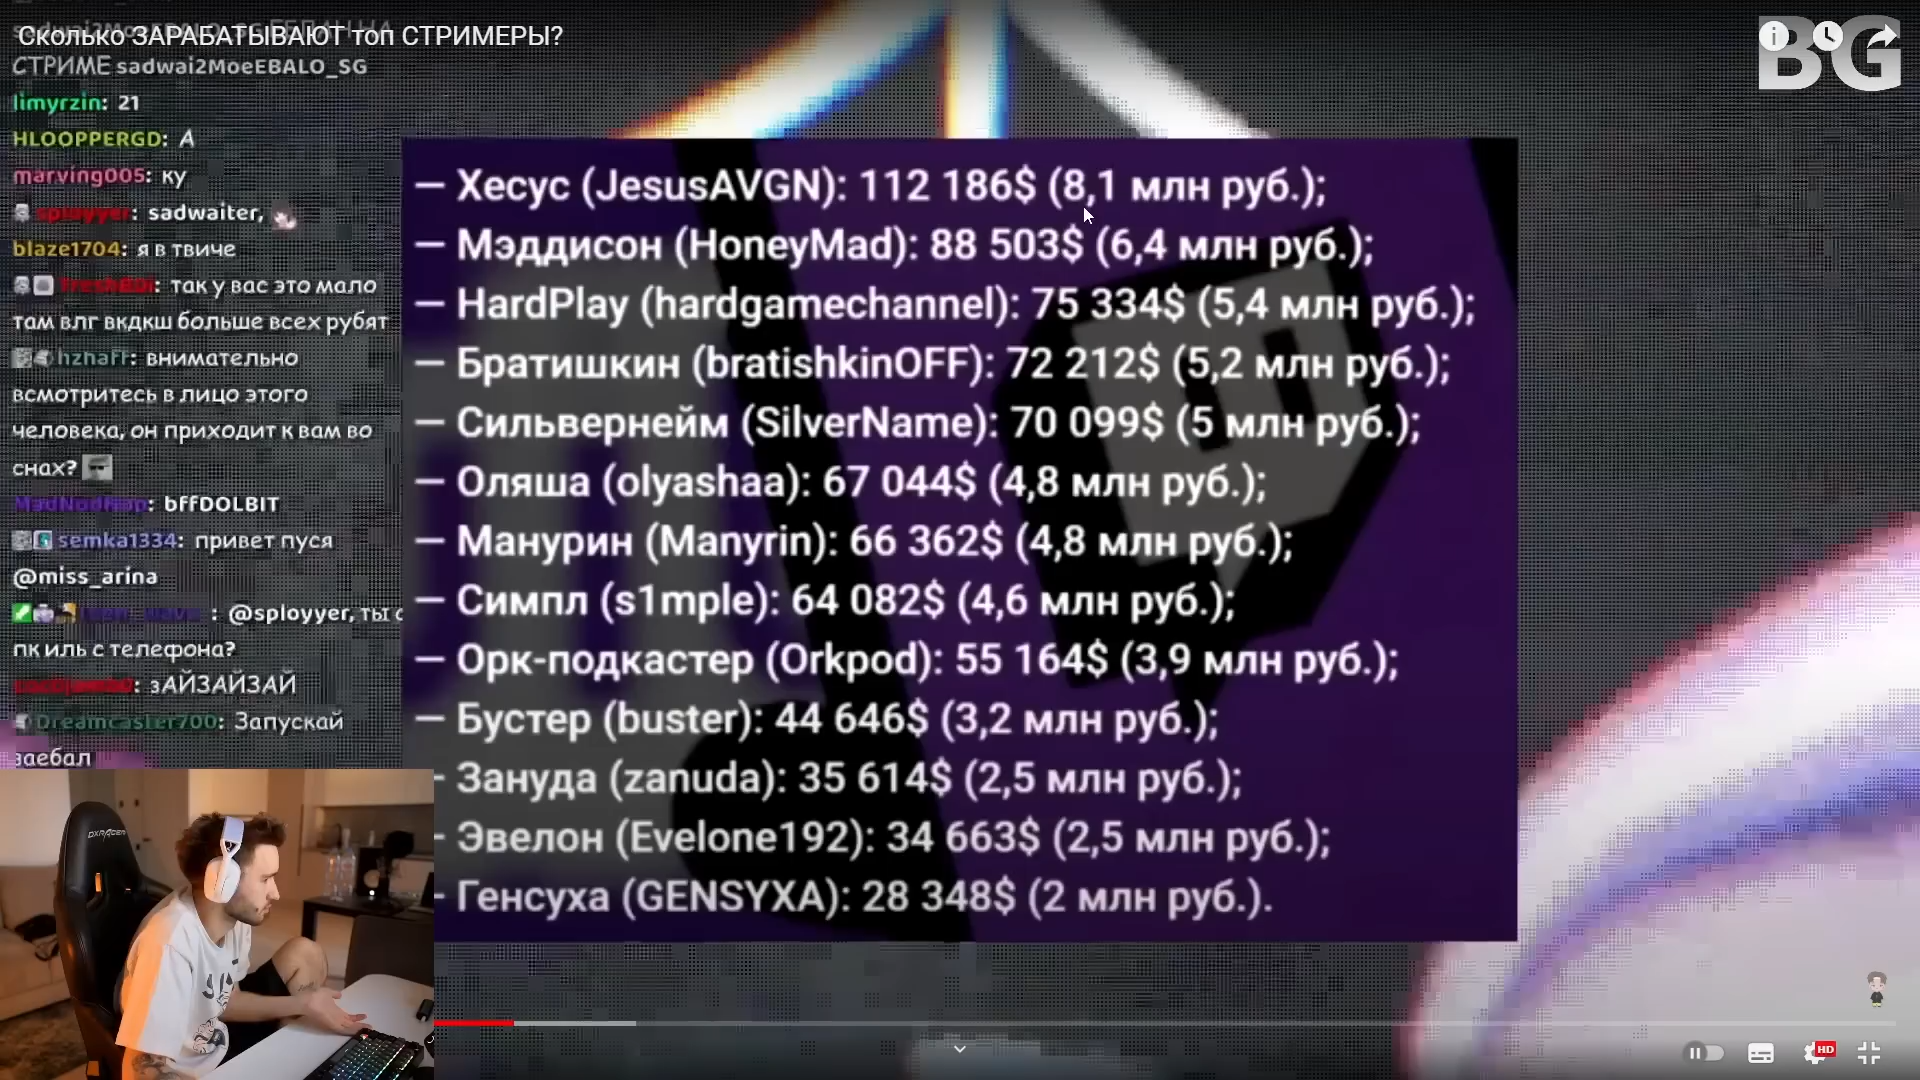 Сколько ЗАРАБАТЫВАЮТ топ СТРИМЕРЫ?
BG
СТРИМЕ sadwai2MoeEBALO_SG
limyrzin: 21
HLOOPPERGD: А
marving005: ку
sployyer: sadwaiter,
blaze1704: я в твиче
так у вас это мало
там влг вкдкш больше всех рубят
hzhaff: внимательно
всмотритесь в лицо этого
человека, он приходит к вам во
снах?
bffDOLBIT
semka1334: привет пуся
@miss_arina
: @sployyer, ты с
пк иль с телефона?
: зАЙЗАЙЗАЙ
Dreamcaster700: Запускай
заебал
— Хесус (JesusAVGN): 112 186$ (8,1 млн руб.);
— Мэддисон (HoneyMad): 88 503$ (6,4 млн руб.);
— HardPlay (hardgamechannel): 75 334$ (5,4 млн руб.);
— Братишкин (bratishkinOFF): 72 212$ (5,2 млн руб.);
— Сильвернейм (SilverName): 70 099$ (5 млн руб.);
— Оляша (olyashaa): 67 044$ (4,8 млн руб.);
— Манурин (Manyrin): 66 362$ (4,8 млн руб.);
— Симпл (s1mple): 64 082$ (4,6 млн руб.);
— Орк-подкастер (Orkpod): 55 164$ (3,9 млн руб.);
— Бустер (buster): 44 646$ (3,2 млн руб.);
— Зануда (zanuda): 35 614$ (2,5 млн руб.);
— Эвелон (Evelone192): 34 663$ (2,5 млн руб.);
— Генсуха (GENSYXA): 28 348$ (2 млн руб.).
DXRACER
HD